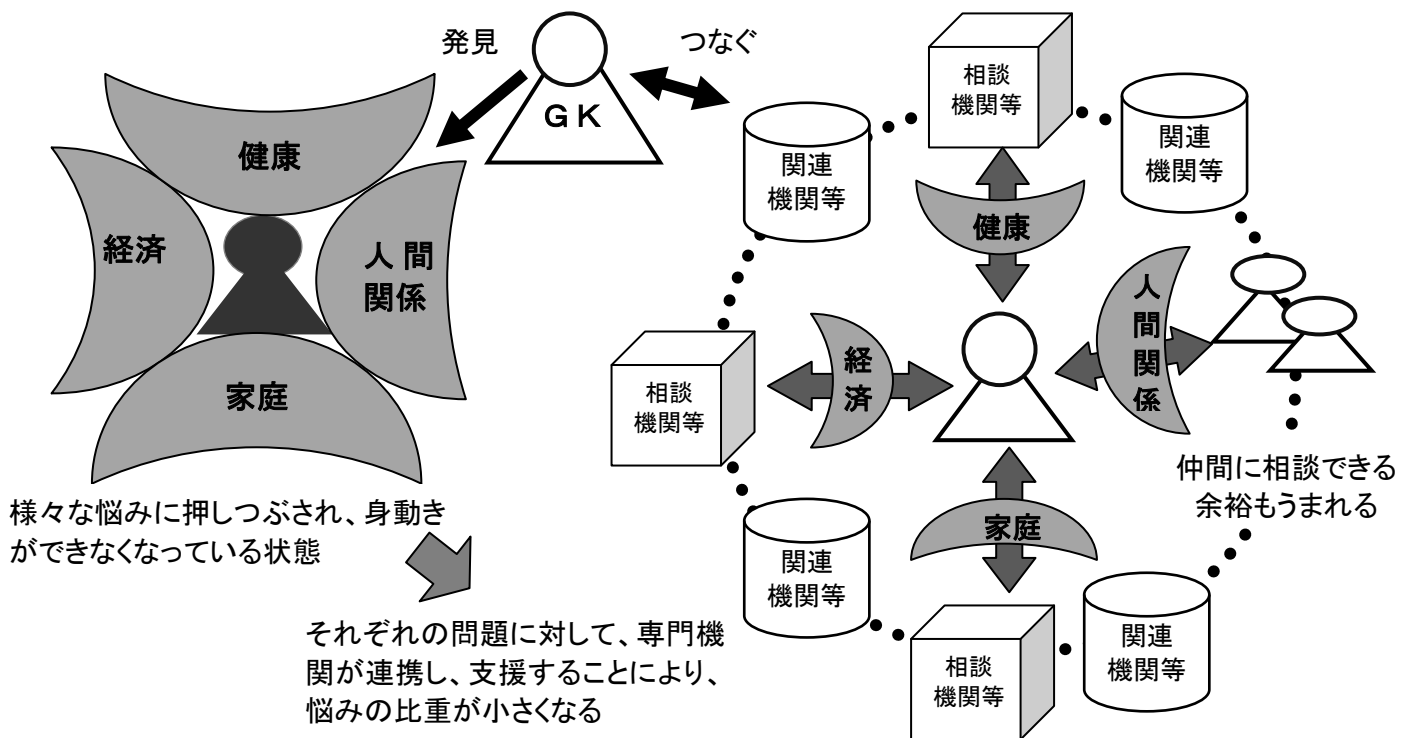 発見
つなぐ
GK
健康
経済
人間
関係
家庭
様々な悩みに押しつぶされ、身動き
ができなくなっている状態
それぞれの問題に対して、専門機
関が連携し、支援することにより、
悩みの比重が小さくなる
相談
機関等
関連
機関等
関連
機関等
健康
人間関係
経済
相談
機関等
家庭
仲間に相談できる
余裕もうまれる
関連
機関等
関連
機関等
相談
機関等